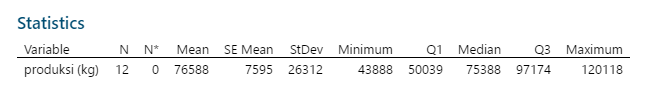 Statistics
Variable N N* Mean SE Mean StDev Minimum Q1 Median Q3 Maximum
produksi (kg) 12 0 76588 7595 26312 43888 50039 75388 97174 120118